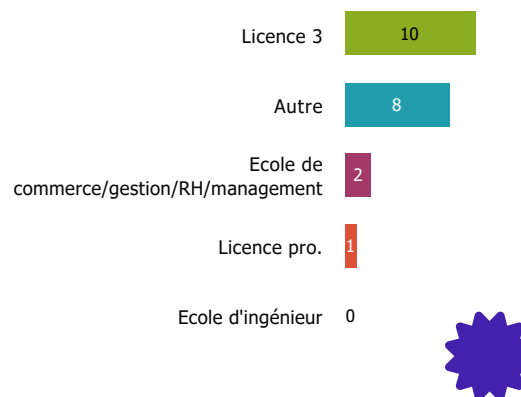 Licence 3 10
Autre 8
Ecole de
commerce/gestion/RH/management 2
Licence pro. 1
Ecole d'ingénieur 0